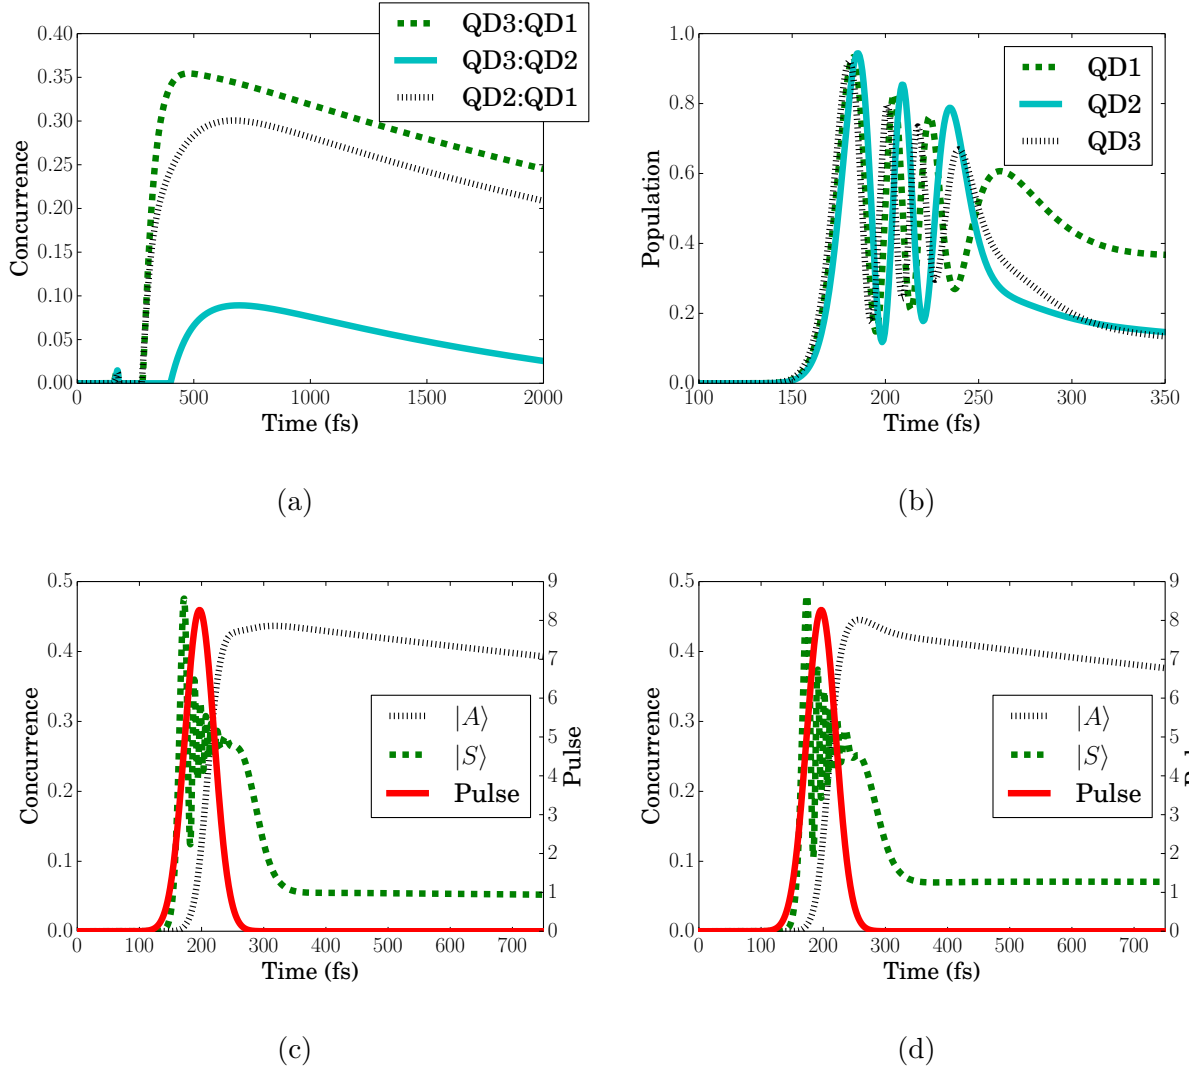 0.40
0.35
0.30
0.25
0.20
0.15
0.10
0.05
0.00
Concurrence
0 500 1000 1500 2000
Time (fs)
QD3:QD1
QD3:QD2
QD2:QD1
(a)
1.0
0.8
0.6
0.4
0.2
0.0
Population
100 150 200 250 300 350
Time (fs)
QD1
QD2
QD3
(b)
0.5
0.4
0.3
0.2
0.1
0.0
Concurrence
0 100 200 300 400 500 600 700
Time (fs)
9
8
7
6
5
4
3
2
1
0
Pulse
|A⟩
|S⟩
Pulse
(c)
0.5
0.4
0.3
0.2
0.1
0.0
Concurrence
0 100 200 300 400 500 600 700
Time (fs)
9
8
7
6
5
4
3
2
1
0
|A⟩
|S⟩
Pulse
(d)